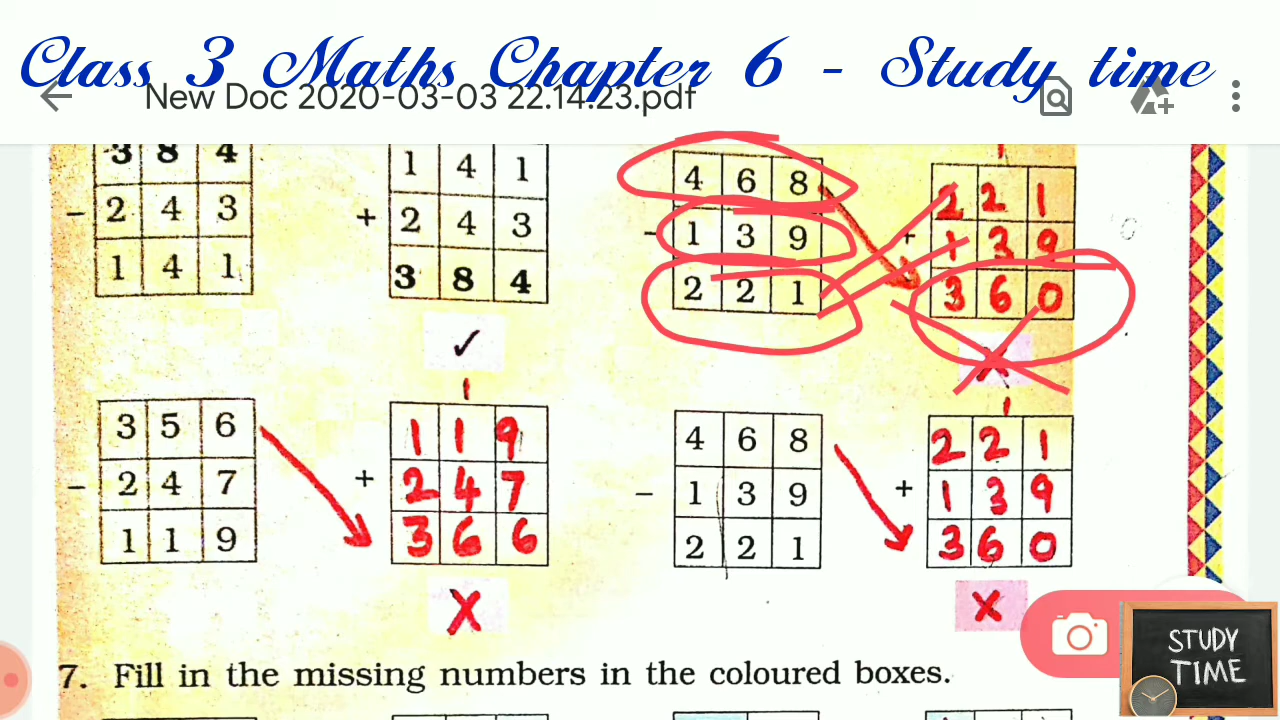 Class 3 Maths Chapter 6 - Study time
New Doc 2020-03-03 22.14.23.pdf
3 8 4
- 2 4 3
1 4 1
1 4 1
+ 2 4 3
3 8 4
✓
4 6 8
- 1 3 9
2 2 1
1
2 2 1
+ 1 3 9
3 6 0
X
3 5 6
- 2 4 7
1 1 9
1
1 1 9
+ 2 4 7
3 6 6
X
4 6 8
- 1 3 9
2 2 1
1
2 2 1
+ 1 3 9
3 6 0
X
7. Fill in the missing numbers in the coloured boxes.
STUDY
TIME